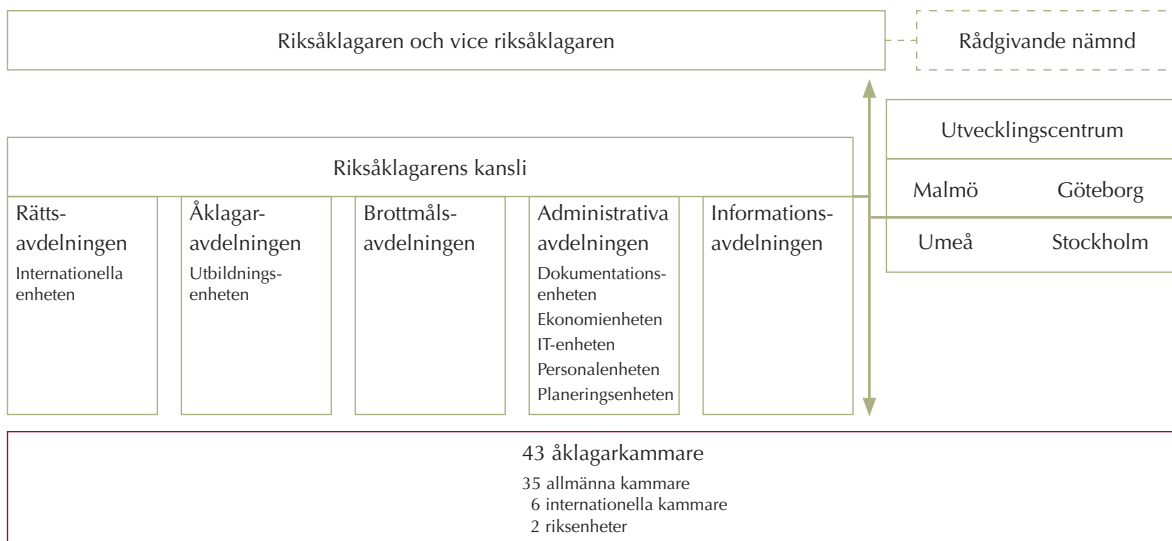 Riksåklagaren och vice riksåklagaren
Rådgivande nämnd
Utvecklingscentrum
Malmö
Göteborg
Umeå
Stockholm
Riksåklagarens kansli
Rätts-
avdelningen
Internationella
enheten
Åklagar-
avdelningen
Utbildnings-
enheten
Brottmåls-
avdelningen
Administrativa
avdelningen
Dokumentations-
enheten
Ekonomienheten
IT-enheten
Personalenheten
Planeringsenheten
Informations-
avdelningen
43 åklagarkammare
35 allmänna kammare
6 internationella kammare
2 riksenheter